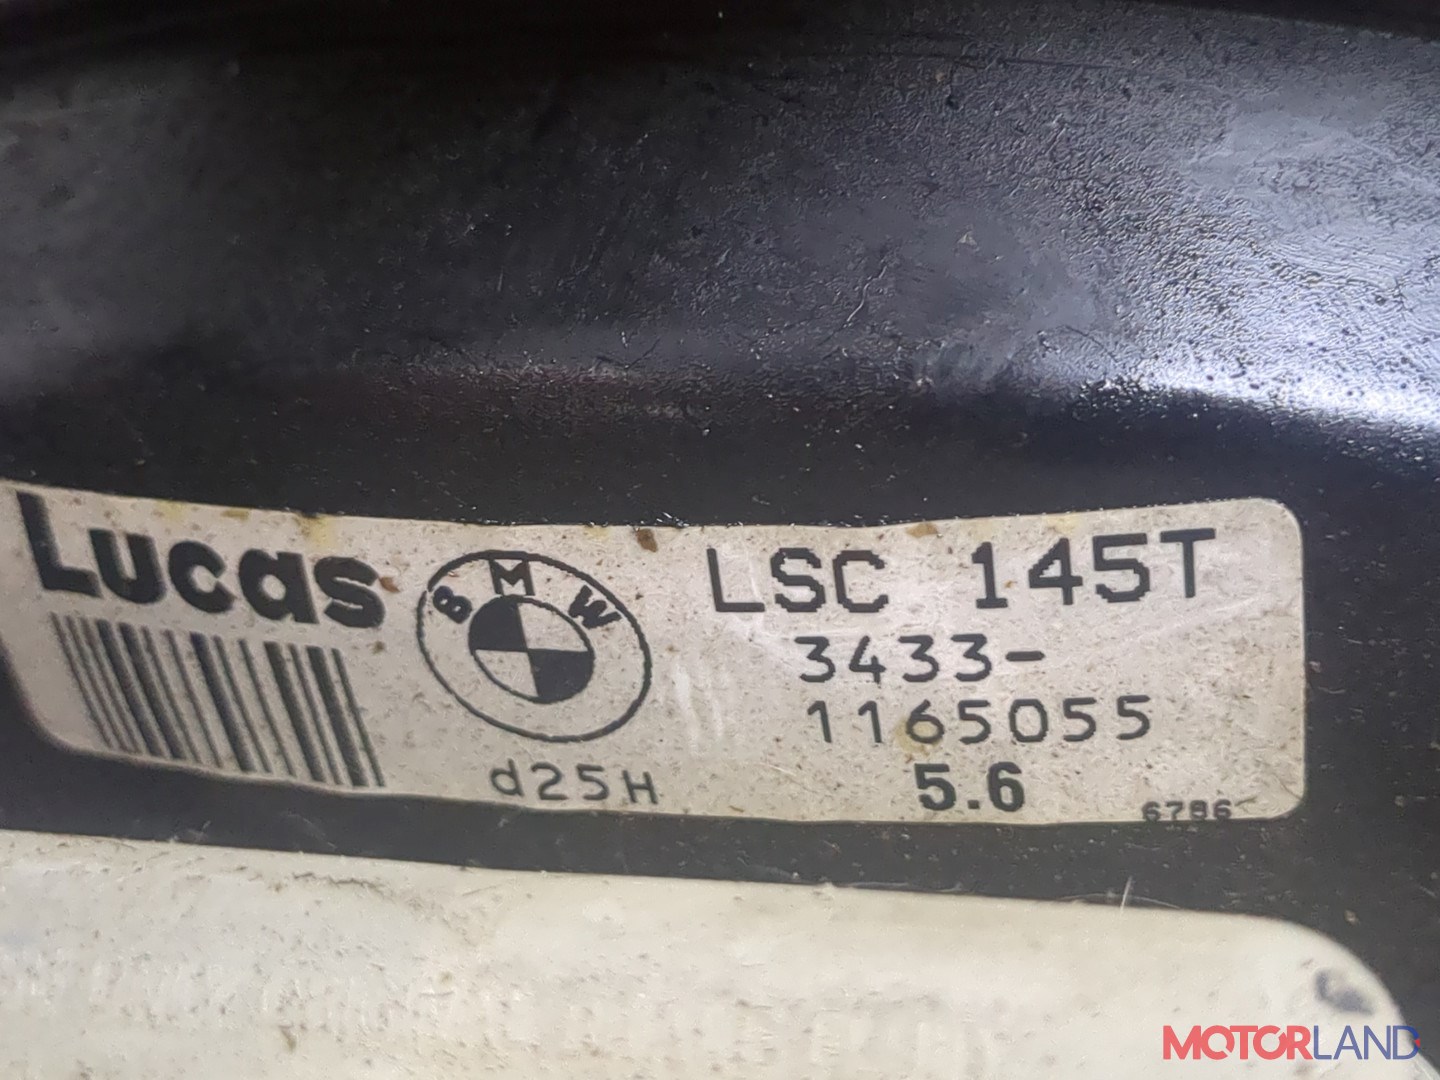 Lucas
BMW
LSC 145T
3433-
1165055
d25H
5.6
6786
MOTORLAND